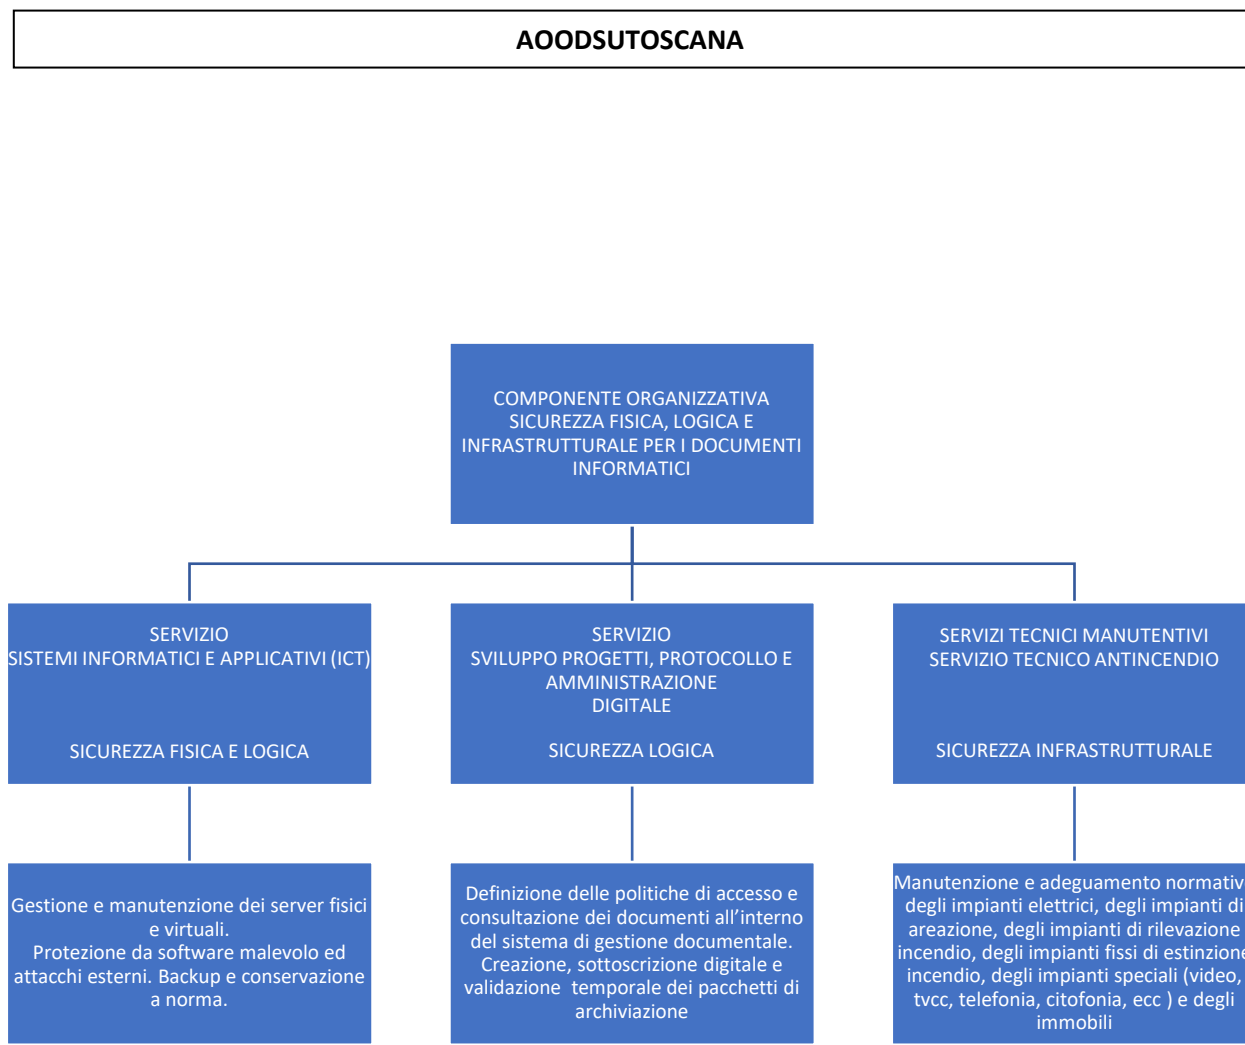 AOODSUTOSCANA
COMPONENTE ORGANIZZATIVA
SICUREZZA FISICA, LOGICA E
INFRASTRUTTURALE PER I DOCUMENTI
INFORMATICI
SERVIZIO
SISTEMI INFORMATICI E APPLICATIVI (ICT)
SICUREZZA FISICA E LOGICA
SERVIZIO
SVILUPPO PROGETTI, PROTOCOLLO E
AMMINISTRAZIONE
DIGITALE
SICUREZZA LOGICA
SERVIZI TECNICI MANUTENTIVI
SERVIZIO TECNICO ANTINCENDIO
SICUREZZA INFRASTRUTTURALE
Gestione e manutenzione dei server fisici
e virtuali.
Protezione da software malevolo ed
attacchi esterni. Backup e conservazione
a norma.
Definizione delle politiche di accesso e
consultazione dei documenti all’interno
del sistema di gestione documentale.
Creazione, sottoscrizione digitale e
validazione  temporale dei pacchetti di
archiviazione
Manutenzione e adeguamento normativ
degli impianti elettrici, degli impianti di
areazione, degli impianti di rilevazione
incendio, degli impianti fissi di estinzione
incendio, degli impianti speciali (video,
tvcc, telefonia, citofonia, ecc ) e degli
immobili